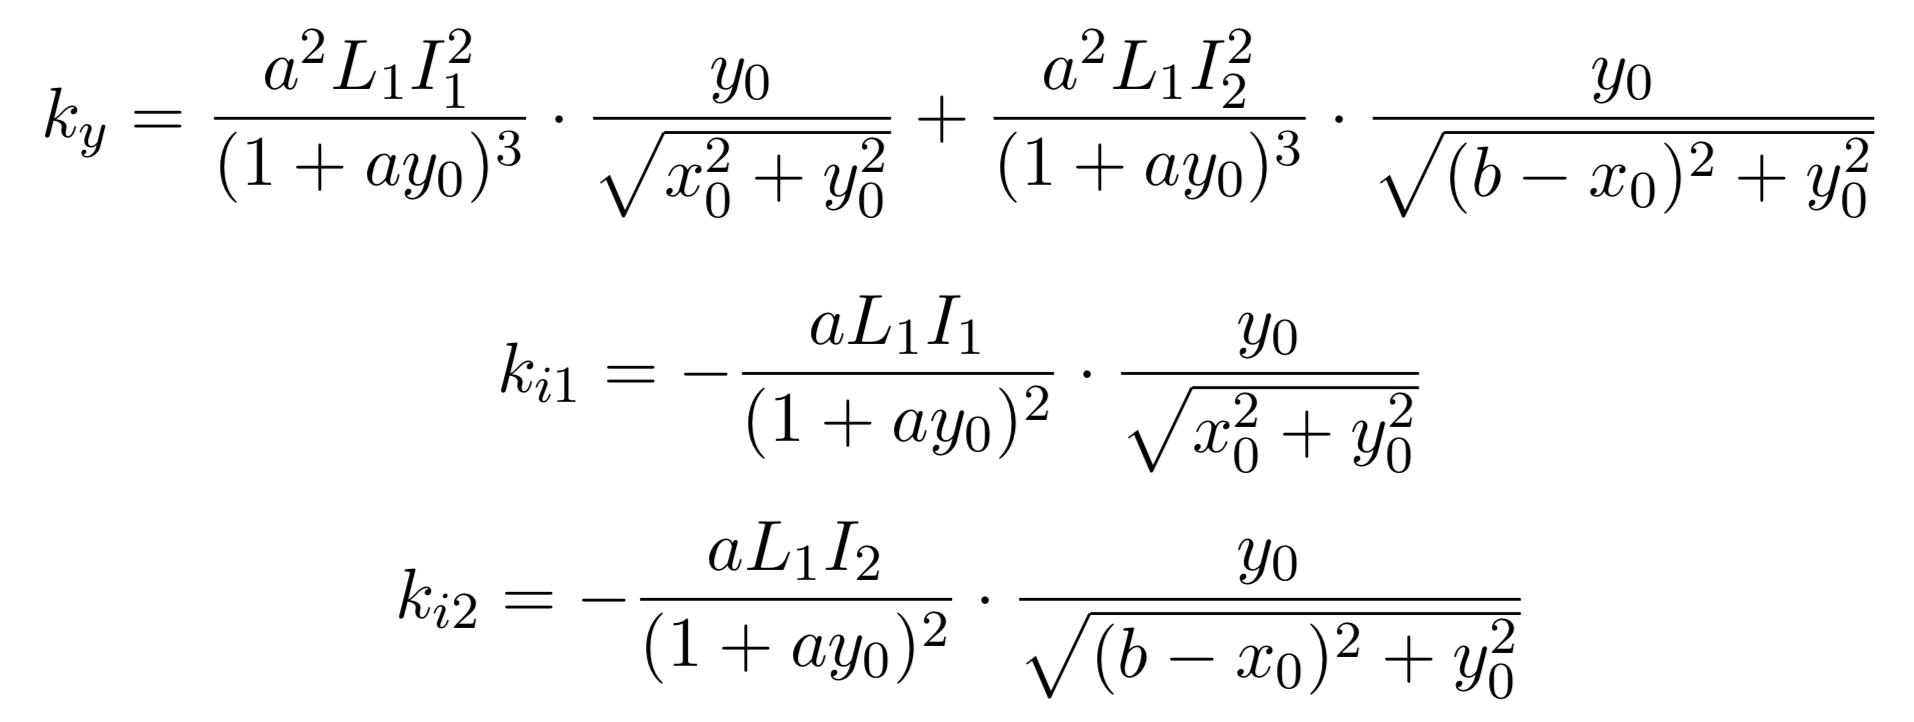 k_y = \frac{a^2 L_1 I_1^2}{(1 + a y_0)^3} \cdot \frac{y_0}{\sqrt{x_0^2 + y_0^2}} + \frac{a^2 L_1 I_2^2}{(1 + a y_0)^3} \cdot \frac{y_0}{\sqrt{(b - x_0)^2 + y_0^2}}
k_{i1} = -\frac{a L_1 I_1}{(1 + a y_0)^2} \cdot \frac{y_0}{\sqrt{x_0^2 + y_0^2}}
k_{i2} = -\frac{a L_1 I_2}{(1 + a y_0)^2} \cdot \frac{y_0}{\sqrt{(b - x_0)^2 + y_0^2}}